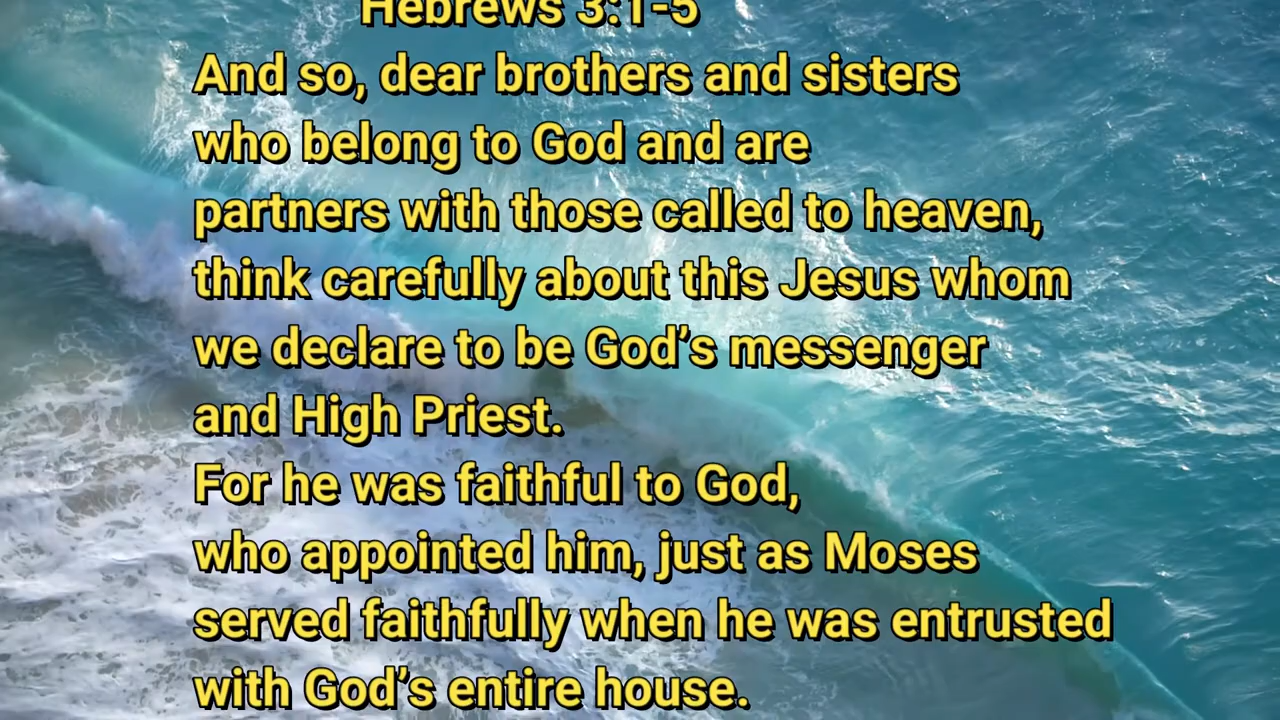 Hebrews 3:1-5
And so, dear brothers and sisters
who belong to God and are
partners with those called to heaven,
think carefully about this Jesus whom
we declare to be God’s messenger
and High Priest.
For he was faithful to God,
who appointed him, just as Moses
served faithfully when he was entrusted
with God’s entire house.